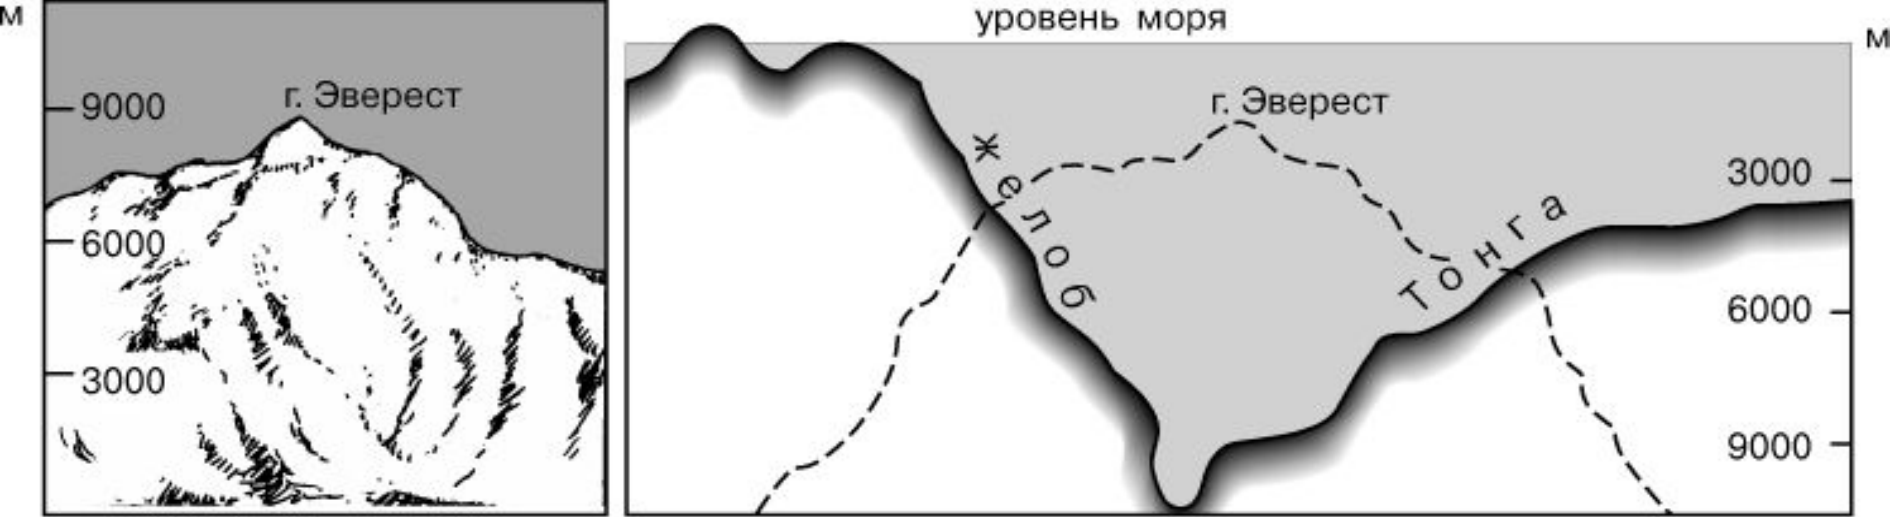 м
9000
г. Эверест
6000
3000
уровень моря
м
г. Эверест
желоб
Тонга
3000
6000
9000